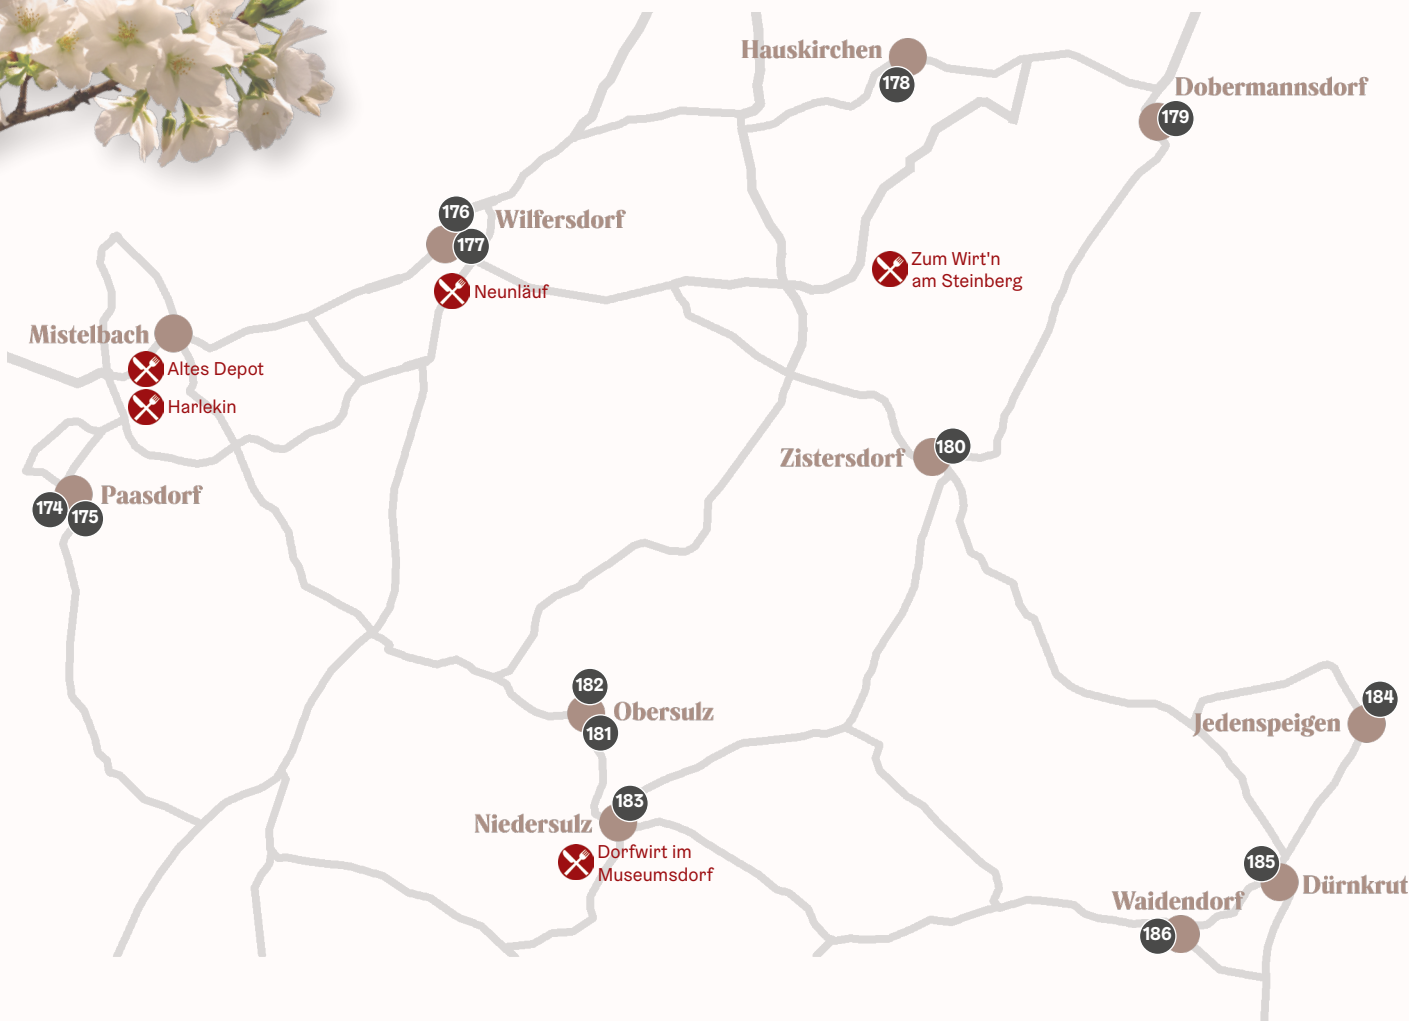 Hauskirchen
178
Dobermannsdorf
179
176
Wilfersdorf
177
Zum Wirt'n
am Steinberg
Neunläuf
Mistelbach
Altes Depot
Harlekin
180
Zistersdorf
Paasdorf
174
175
182
Obersulz
181
184
Jedenspeigen
183
Niedersulz
Dorfwirt im
Museumsdorf
185
Dürnkrut
Waidendorf
186